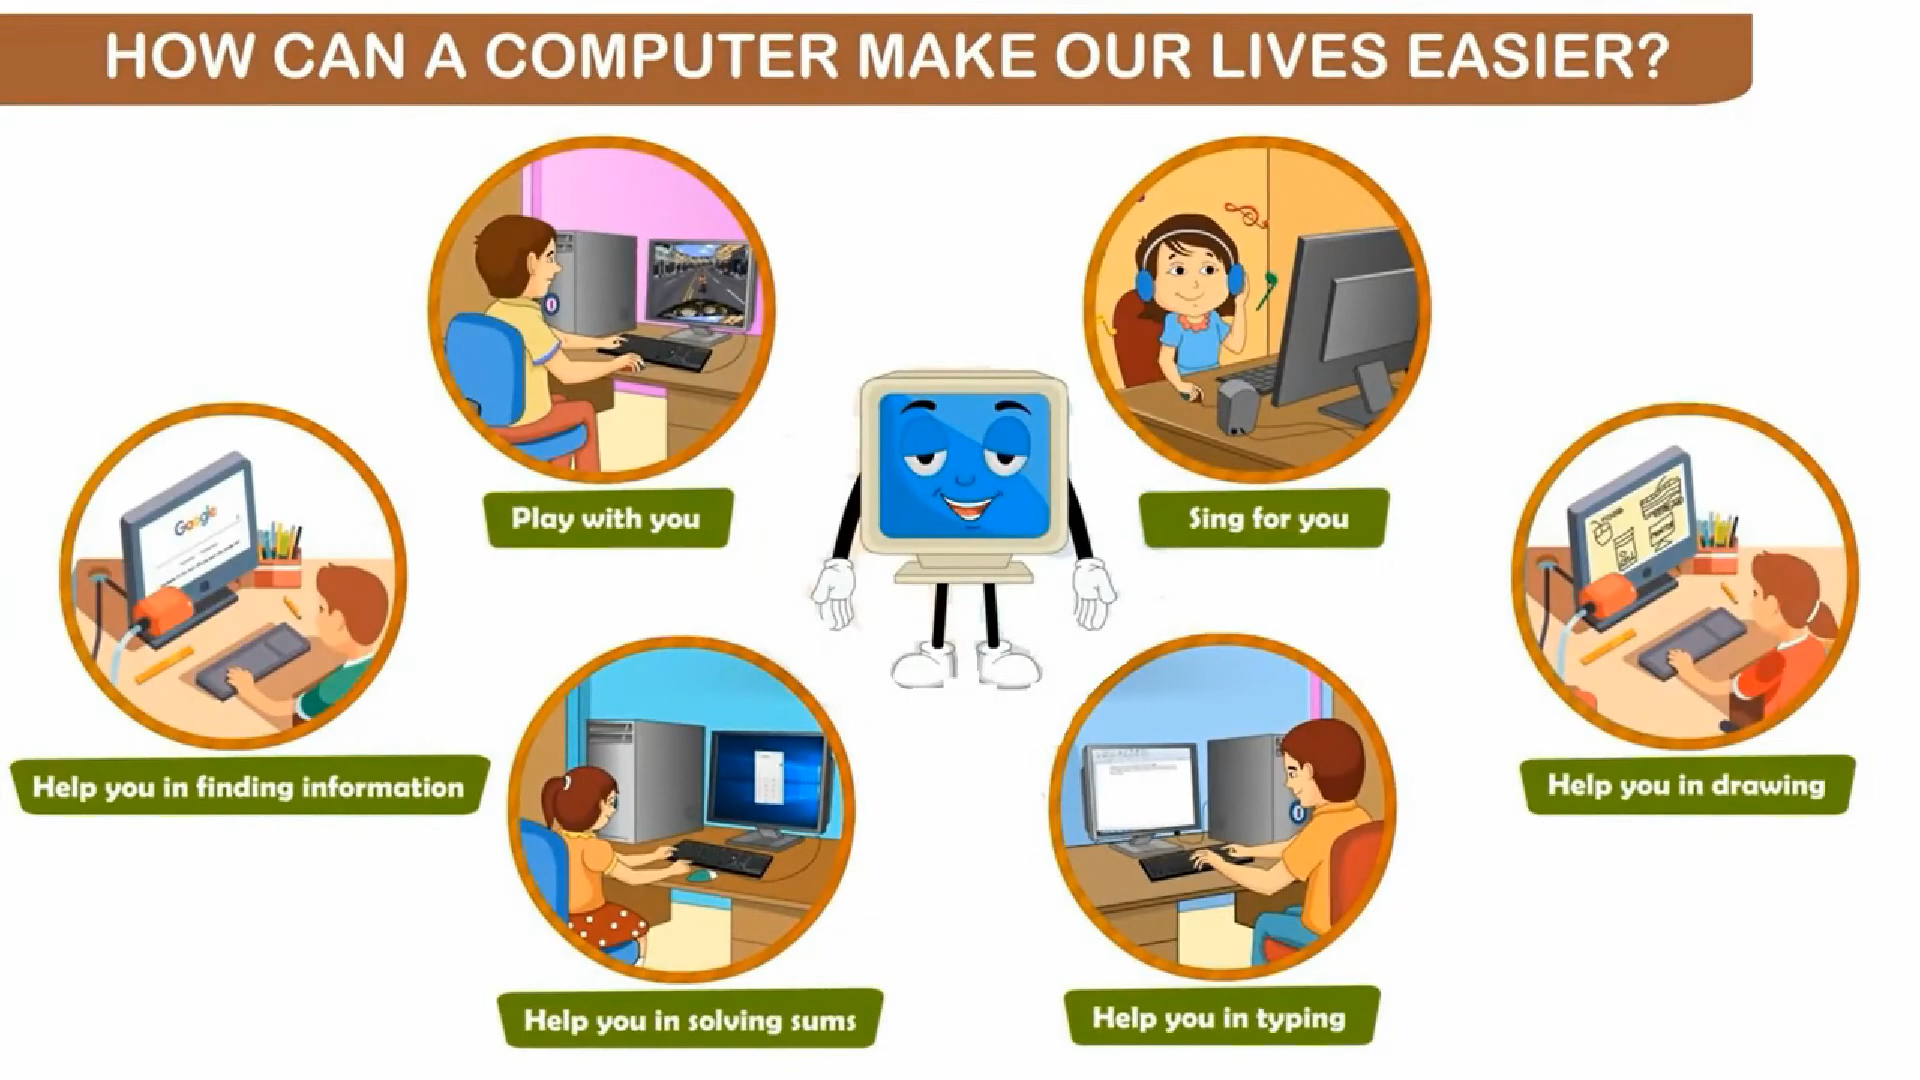 HOW CAN A COMPUTER MAKE OUR LIVES EASIER?
Play with you
Sing for you
Google
Help you in finding information
Help you in drawing
Help you in solving sums
Help you in typing